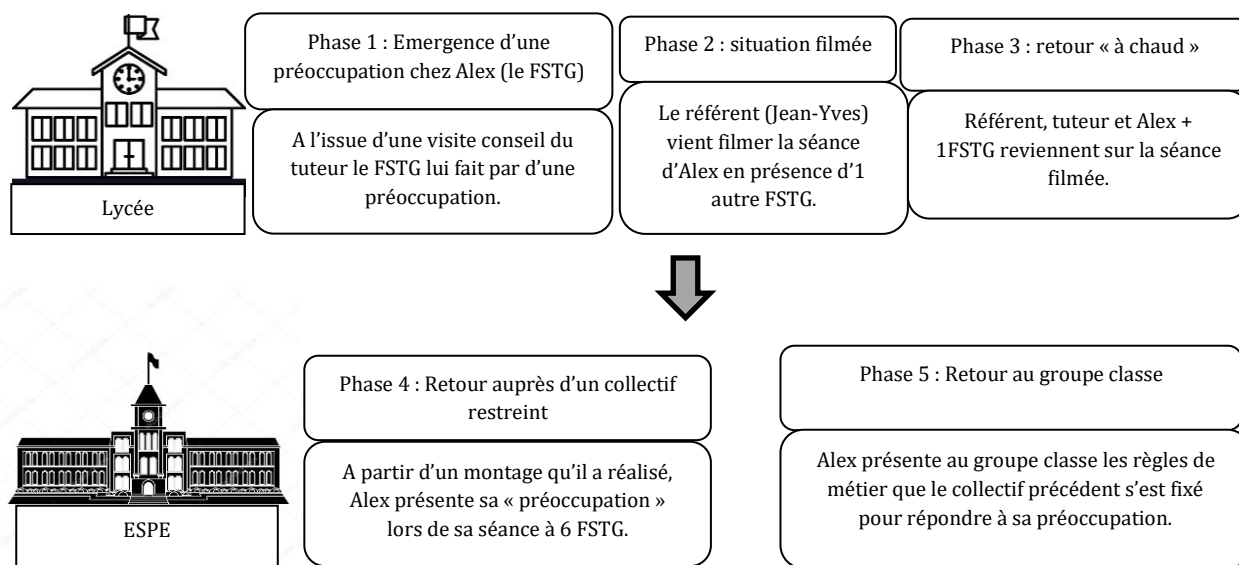 Phase 1 : Emergence d’une
préoccupation chez Alex (le FSTG)
A l’issue d’une visite conseil du
tuteur le FSTG lui fait par d’une
préoccupation.
Phase 2 : situation filmée
Le référent (Jean-Yves)
vient filmer la séance
d’Alex en présence d’1
autre FSTG.
Phase 3 : retour « à chaud »
Référent, tuteur et Alex +
1FSTG reviennent sur la séance
filmée.
Lycée
Phase 4 : Retour auprès d’un collectif
restreint
A partir d’un montage qu’il a réalisé,
Alex présente sa « préoccupation »
lors de sa séance à 6 FSTG.
Phase 5 : Retour au groupe classe
Alex présente au groupe classe les règles de
métier que le collectif précédent s’est fixé
pour répondre à sa préoccupation.
ESPE